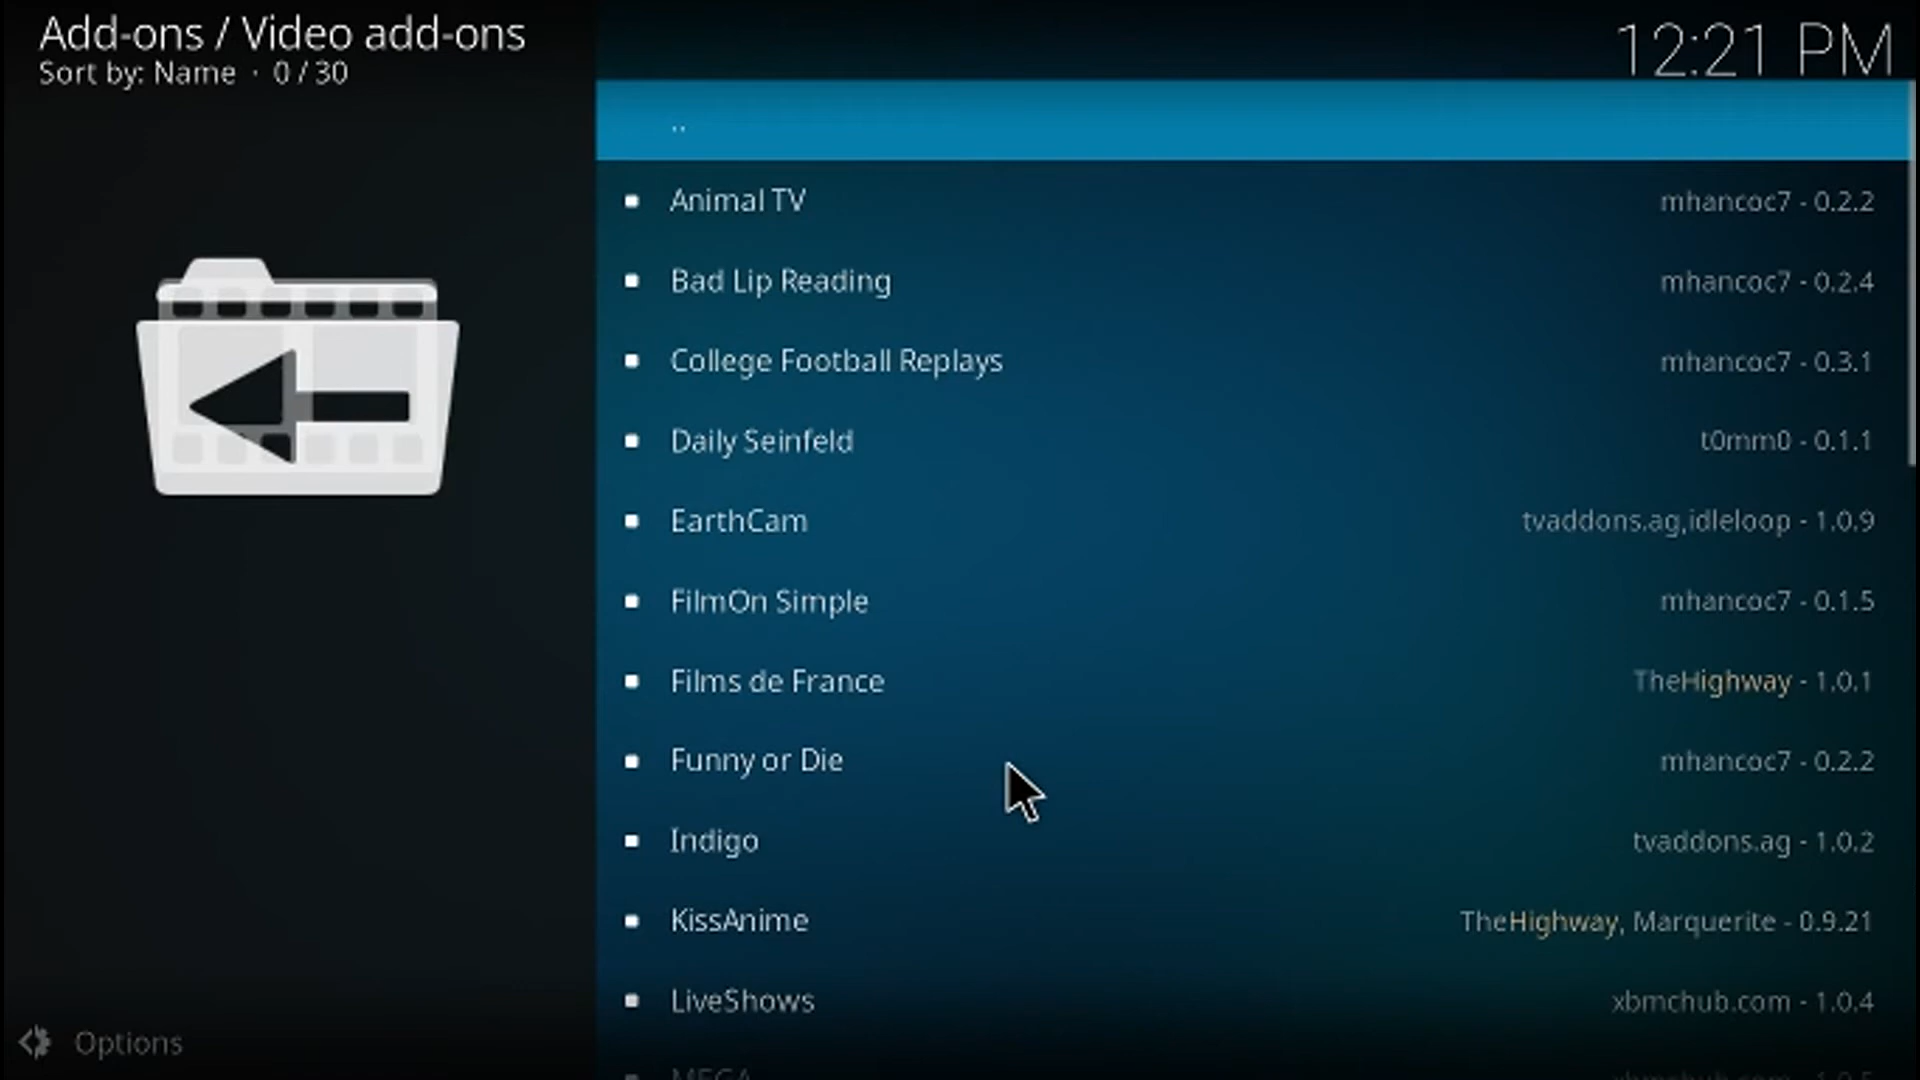 Add-ons / Video add-ons
Sort by: Name · 0 / 30
12:21 PM
..
Animal TV mhancoc7 - 0.2.2
Bad Lip Reading mhancoc7 - 0.2.4
College Football Replays mhancoc7 - 0.3.1
Daily Seinfeld t0mm0 - 0.1.1
EarthCam tvaddons.ag,idleloop - 1.0.9
FilmOn Simple mhancoc7 - 0.1.5
Films de France TheHighway - 1.0.1
Funny or Die mhancoc7 - 0.2.2
Indigo tvaddons.ag - 1.0.2
KissAnime TheHighway, Marquerite - 0.9.21
LiveShows xbmchub.com - 1.0.4
MEGA
Options